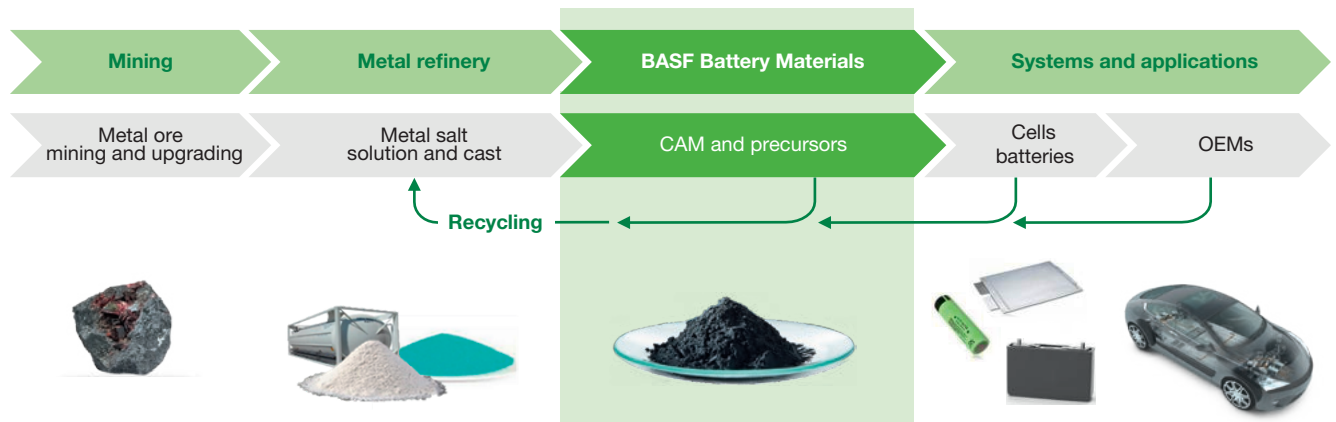 Mining
Metal refinery
BASF Battery Materials
Systems and applications
Metal ore
mining and upgrading
Metal salt
solution and cast
CAM and precursors
Cells
batteries
OEMs
Recycling